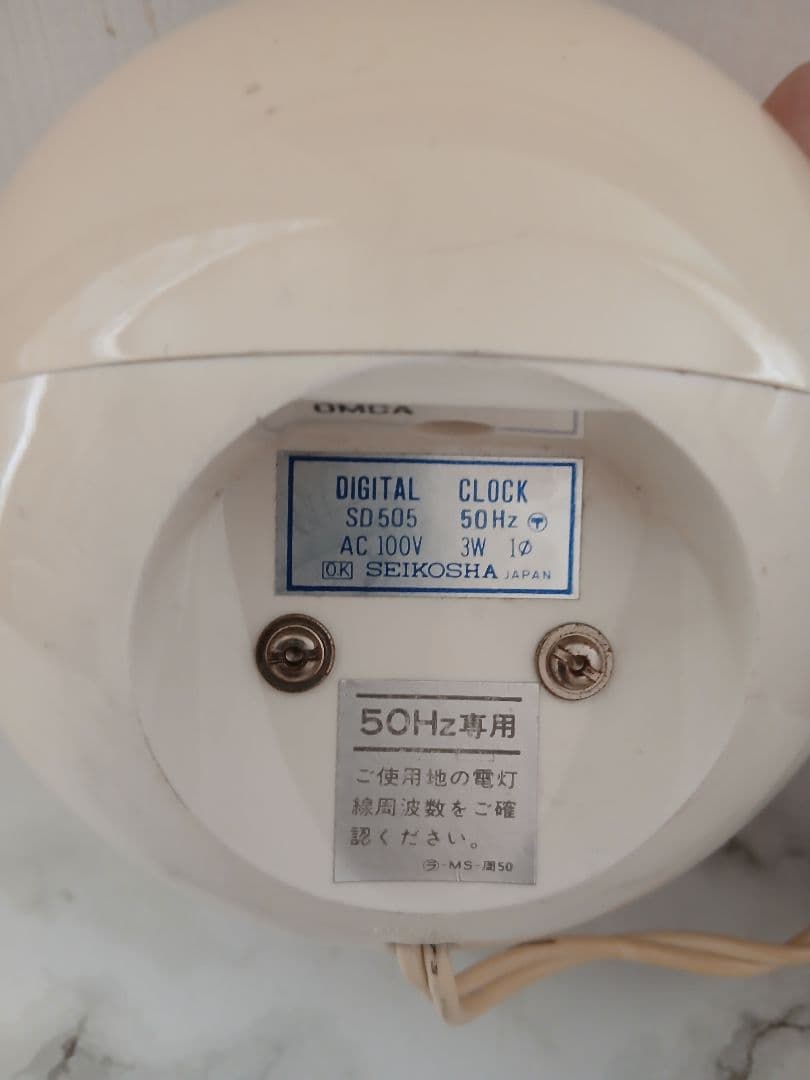 DIGITAL CLOCK
SD505 50Hz 〒
AC 100V 3W 1Ø
OK SEIKOSHA JAPAN
50Hz専用
ご使用地の電灯
線周波数をご確
認ください。
㋶-MS-周50